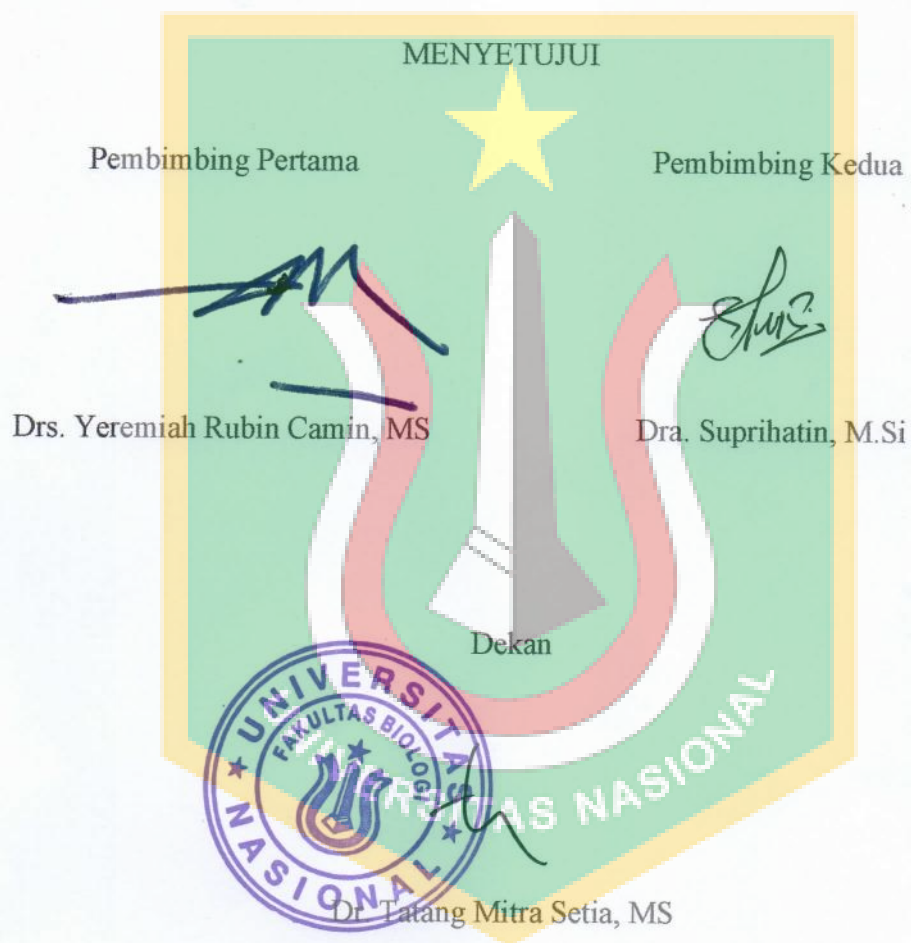 MENYETUJUI
Pembimbing Pertama
Pembimbing Kedua
Drs. Yeremiah Rubin Camin, MS
Dra. Suprihatin, M.Si
Dekan
UNIVERSITAS NASIONAL
FAKULTAS BIOLOGI
UNIVERSITAS NASIONAL
Dr. Tatang Mitra Setia, MS